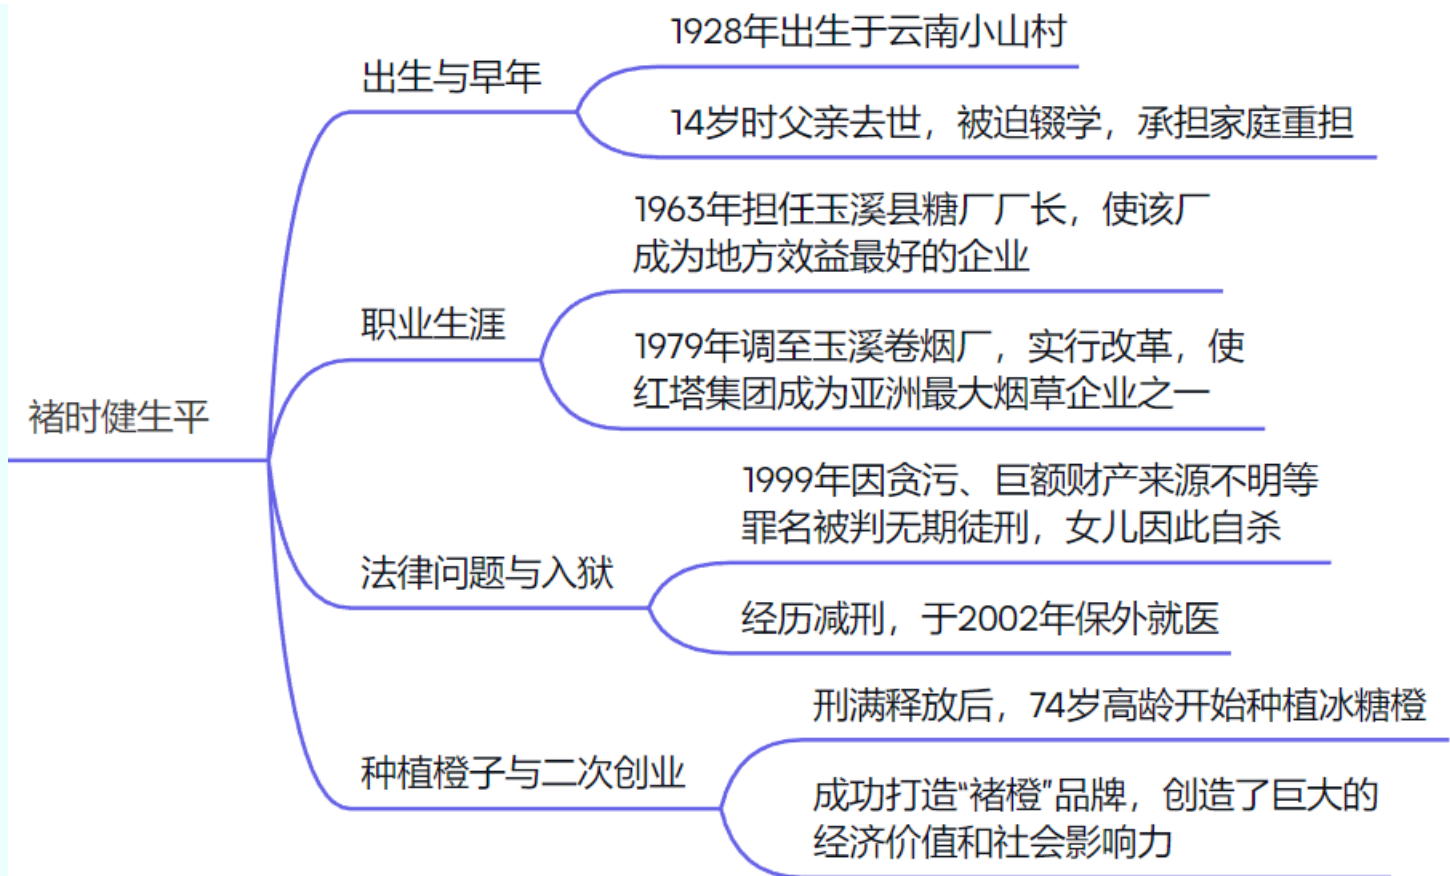 褚时健生平
出生与早年
1928年出生于云南小山村
14岁时父亲去世，被迫辍学，承担家庭重担
职业生涯
1963年担任玉溪县糖厂厂长，使该厂
成为地方效益最好的企业
1979年调至玉溪卷烟厂，实行改革，使
红塔集团成为亚洲最大烟草企业之一
法律问题与入狱
1999年因贪污、巨额财产来源不明等
罪名被判无期徒刑，女儿因此自杀
经历减刑，于2002年保外就医
种植橙子与二次创业
刑满释放后，74岁高龄开始种植冰糖橙
成功打造“褚橙”品牌，创造了巨大的
经济价值和社会影响力